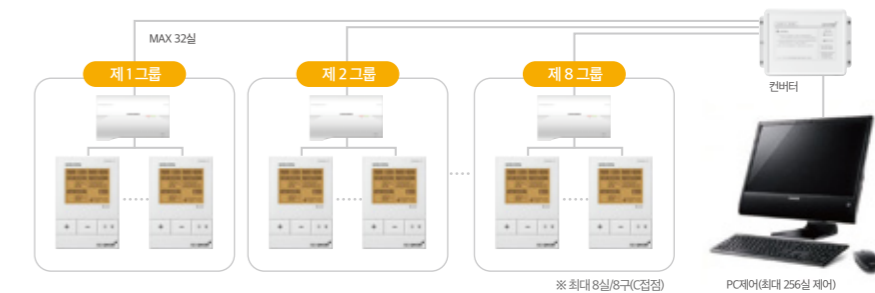 MAX 32실
제 1 그룹
제 2 그룹
제 8 그룹
컨버터
※ 최대 8실/8구(C접점)
PC제어(최대 256실 제어)